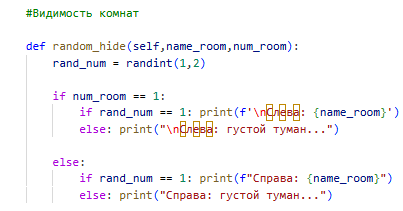 #Видимость комнат
def random_hide(self,name_room,num_room):
rand_num = randint(1,2)
if num_room == 1:
if rand_num == 1: print(f'\nСлева: {name_room}')
else: print("\nСлева: густой туман...")
else:
if rand_num == 1: print(f"Справа: {name_room}")
else: print("Справа: густой туман...")